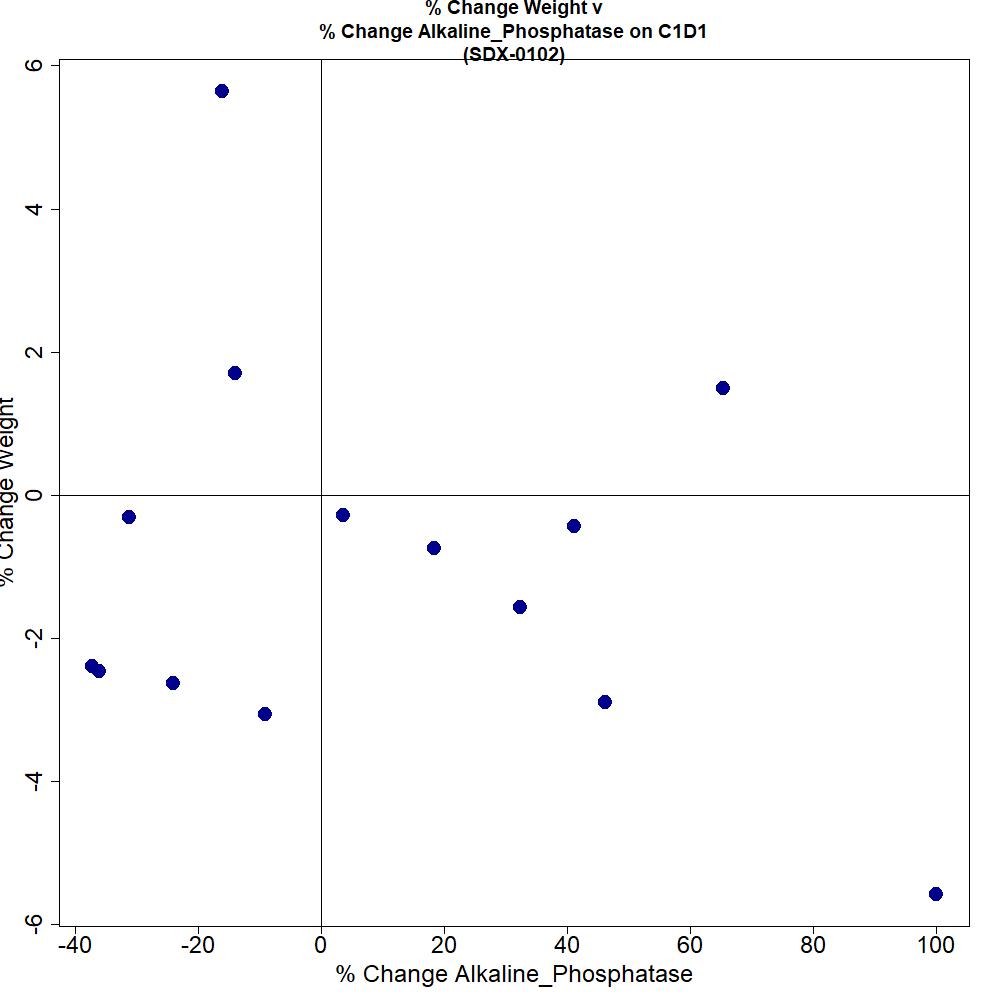 % Change Weight v
% Change Alkaline_Phosphatase on C1D1
(SDX-0102)
6
4
2
0
-2
-4
-6
% Change Weight
-40 -20 0 20 40 60 80 100
% Change Alkaline_Phosphatase